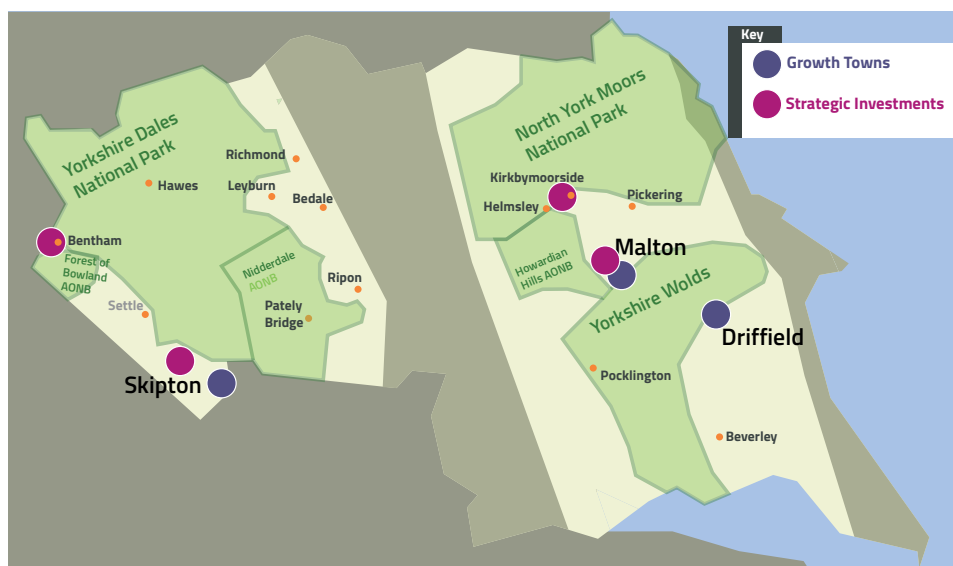 Key
Growth Towns
Strategic Investments
Yorkshire Dales
National Park
North York Moors
National Park
Richmond
Hawes
Leyburn
Bedale
Kirkbymoorside
Helmsley
Pickering
Bentham
Forest of
Bowland
AONB
Nidderdale
AONB
Howardian
Hills AONB
Malton
Ripon
Settle
Pately
Bridge
Yorkshire Wolds
Driffield
Skipton
Pocklington
Beverley